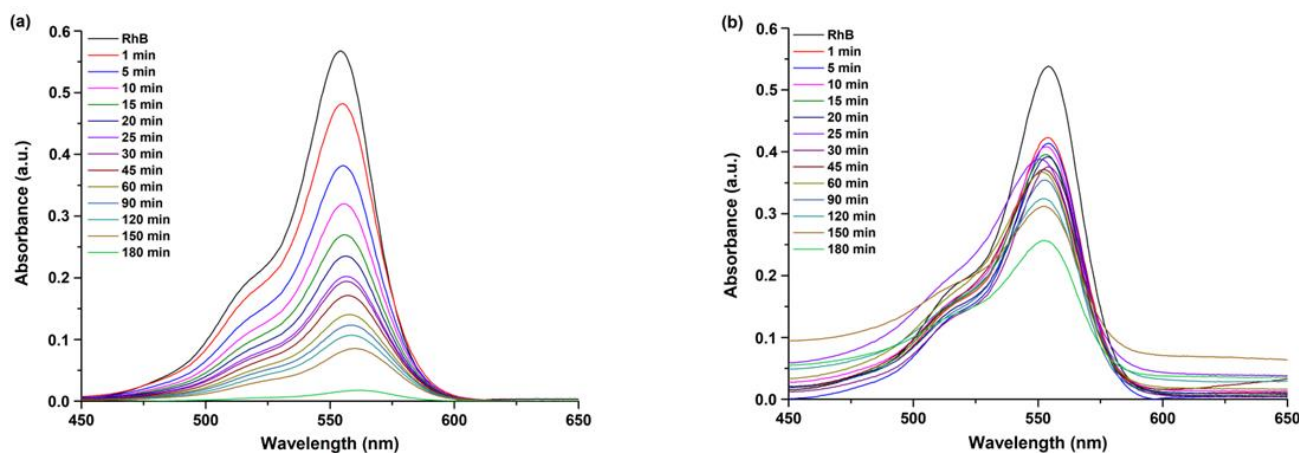 (a)
0.6
0.5
0.4
0.3
0.2
0.1
0.0
Absorbance (a.u.)
RhB
1 min
5 min
10 min
15 min
20 min
25 min
30 min
45 min
60 min
90 min
120 min
150 min
180 min
450 500 550 600 650
Wavelength (nm)
(b)
0.6
0.5
0.4
0.3
0.2
0.1
0.0
Absorbance (a.u.)
RhB
1 min
5 min
10 min
15 min
20 min
25 min
30 min
45 min
60 min
90 min
120 min
150 min
180 min
450 500 550 600 650
Wavelength (nm)